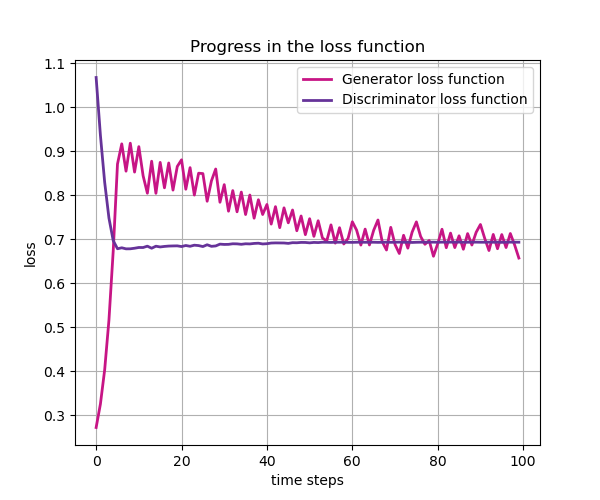 Progress in the loss function
Generator loss function
Discriminator loss function
1.1
1.0
0.9
0.8
0.7
0.6
0.5
0.4
0.3
loss
0 20 40 60 80 100
time steps